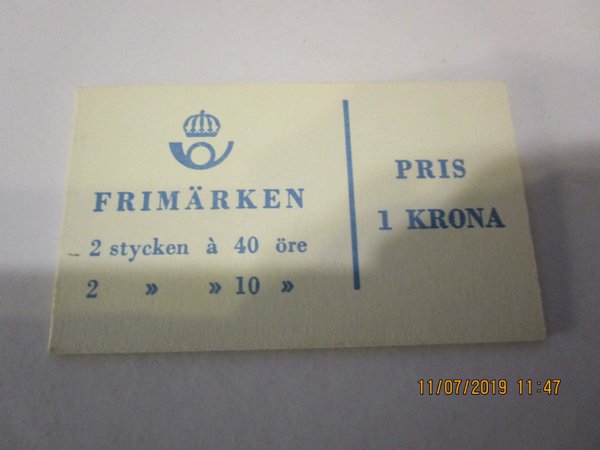 FRIMÄRKEN
2 stycken à 40 öre
2 » » 10 »
PRIS
1 KRONA
11/07/2019 11:47